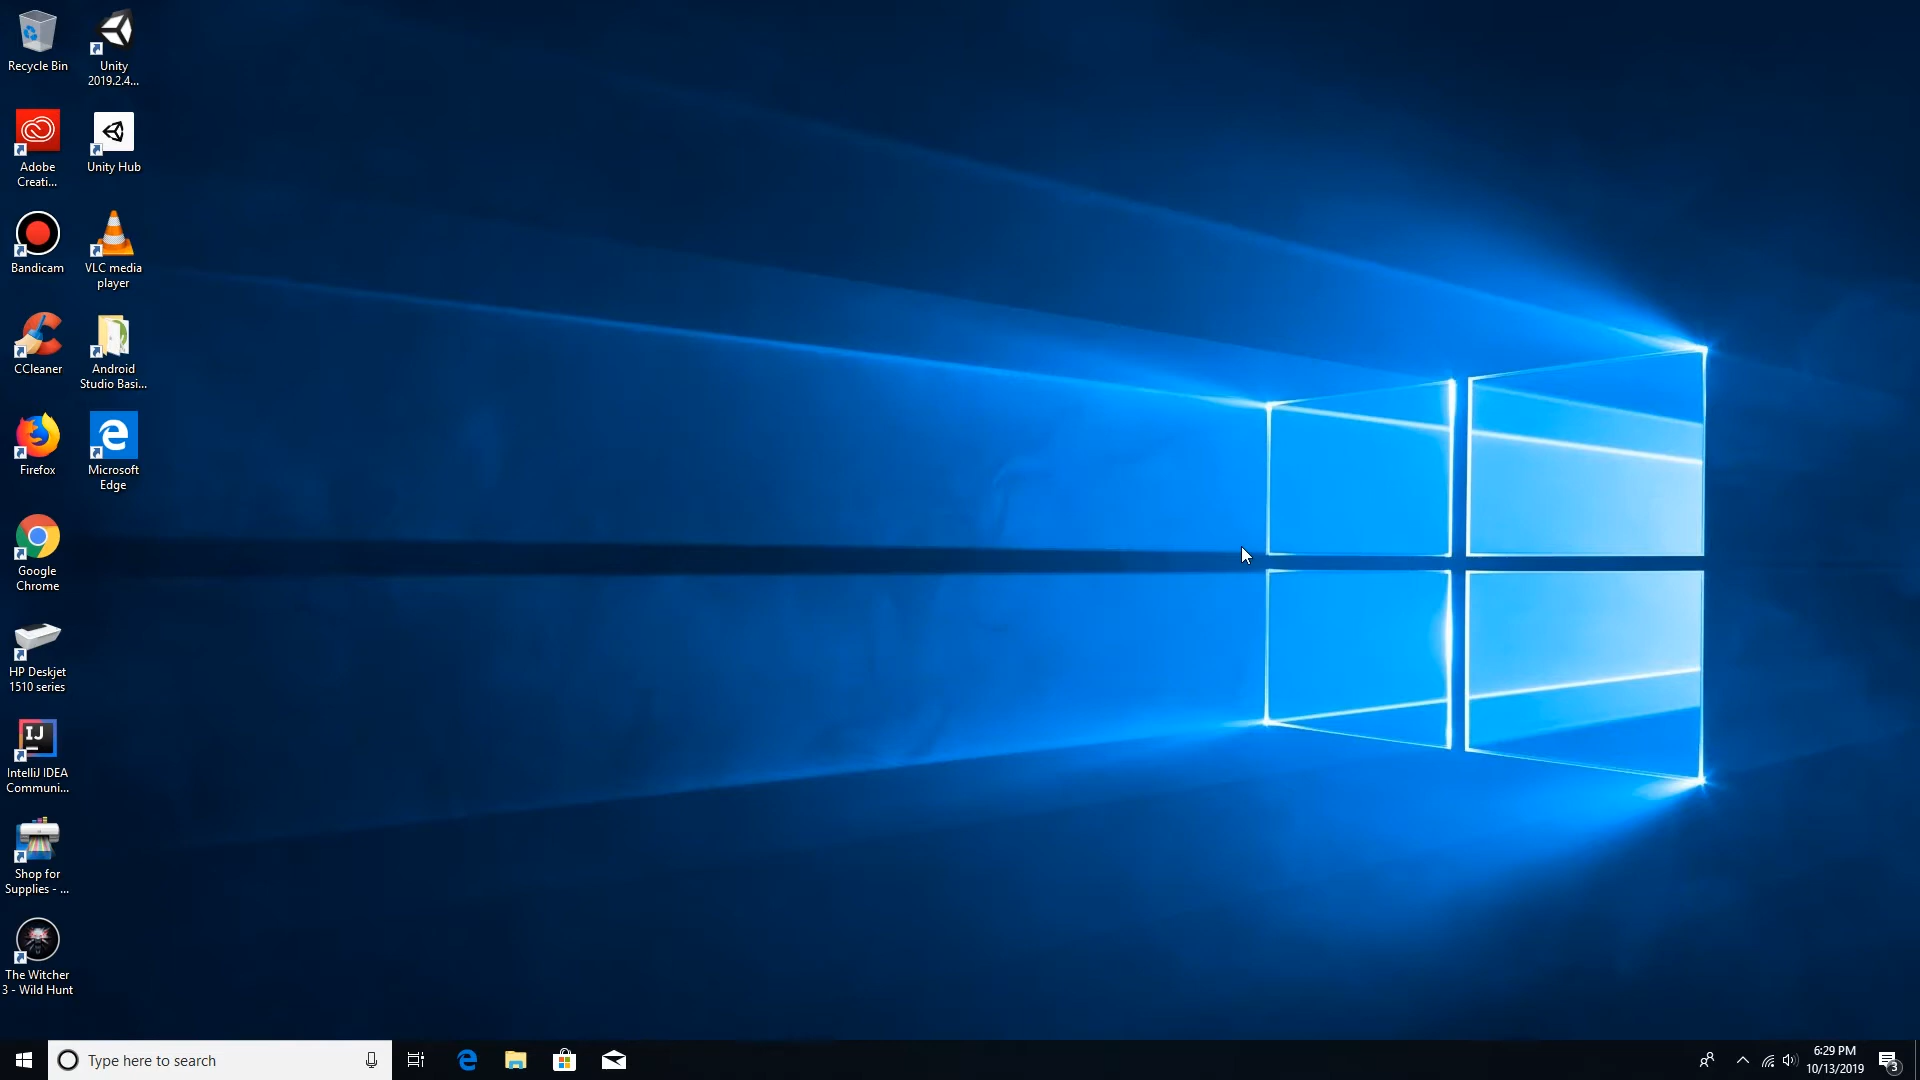 Recycle Bin
Unity
2019.2.4...
Adobe
Creati...
Unity Hub
Bandicam
VLC media
player
CCleaner
Android
Studio Basi...
Firefox
Microsoft
Edge
Google
Chrome
HP Deskjet
1510 series
IJ
IntelliJ IDEA
Communi...
Shop for
Supplies - ...
The Witcher
3 - Wild Hunt
Type here to search
6:29 PM
10/13/2019
3